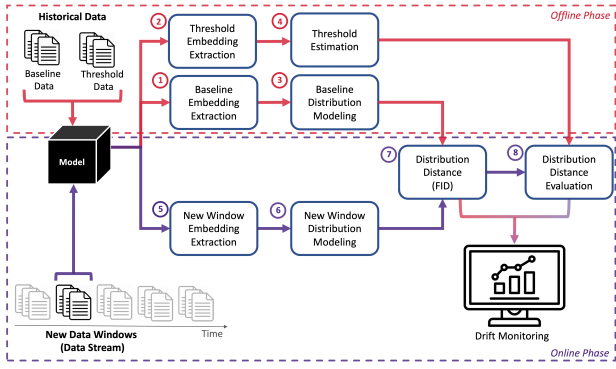 Historical Data
Offline Phase
Baseline
Data
Threshold
Data
2
Threshold
Embedding
Extraction
4
Threshold
Estimation
1
Baseline
Embedding
Extraction
3
Baseline
Distribution
Modeling
Model
7
Distribution
Distance
(FID)
8
Distribution
Distance
Evaluation
5
New Window
Embedding
Extraction
6
New Window
Distribution
Modeling
Time
New Data Windows
(Data Stream)
Drift Monitoring
Online Phase